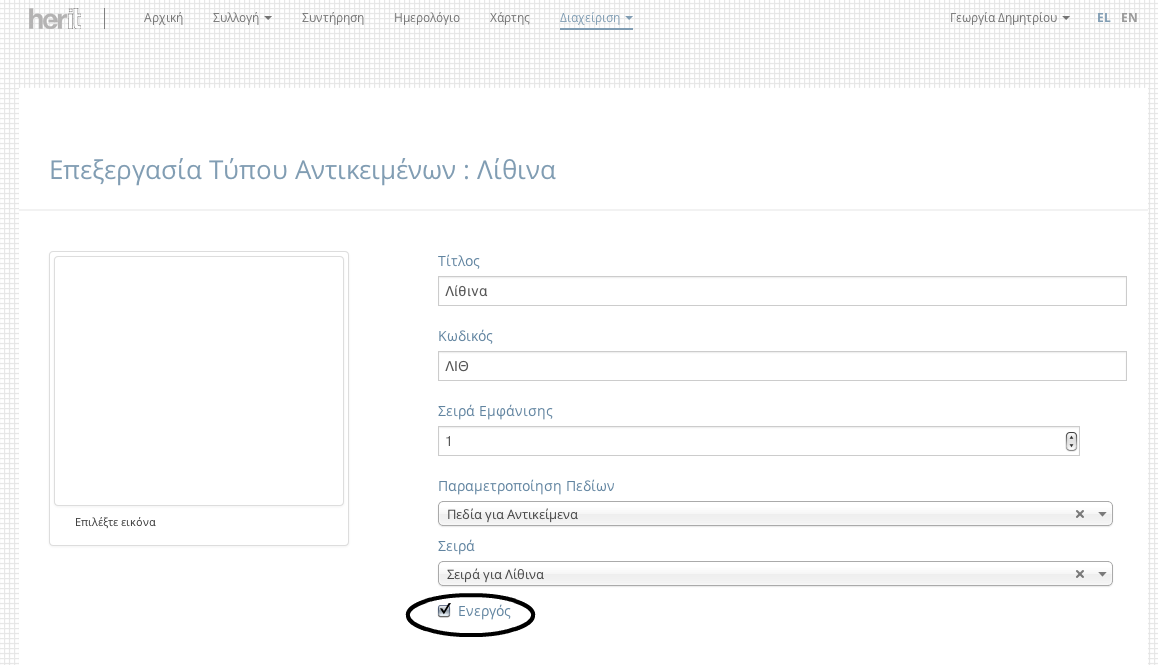 herit Αρχική Συλλογή Συντήρηση Ημερολόγιο Χάρτης Διαχείριση Γεωργία Δημητρίου EL EN
Επεξεργασία Τύπου Αντικειμένων : Λίθινα
Τίτλος
Λίθινα
Κωδικός
ΛΙΘ
Σειρά Εμφάνισης
1
Παραμετροποίηση Πεδίων
Πεδία για Αντικείμενα
Επιλέξτε εικόνα
Σειρά
Σειρά για Λίθινα
Ενεργός